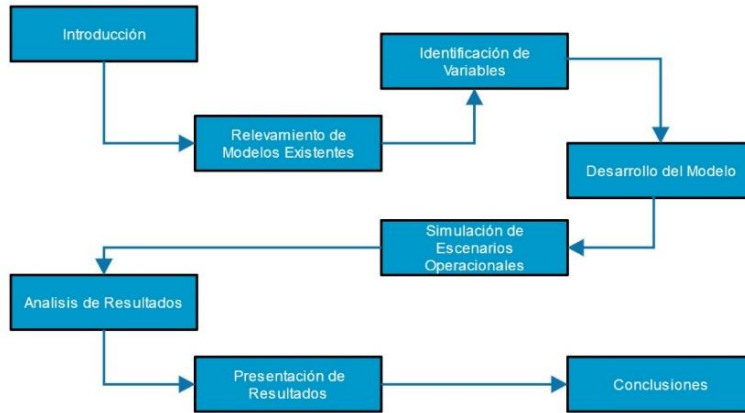 Introducción
Relevamiento de
Modelos Existentes
Identificación de
Variables
Desarrollo del Modelo
Simulación de
Escenarios
Operacionales
Analisis de Resultados
Presentación de
Resultados
Conclusiones